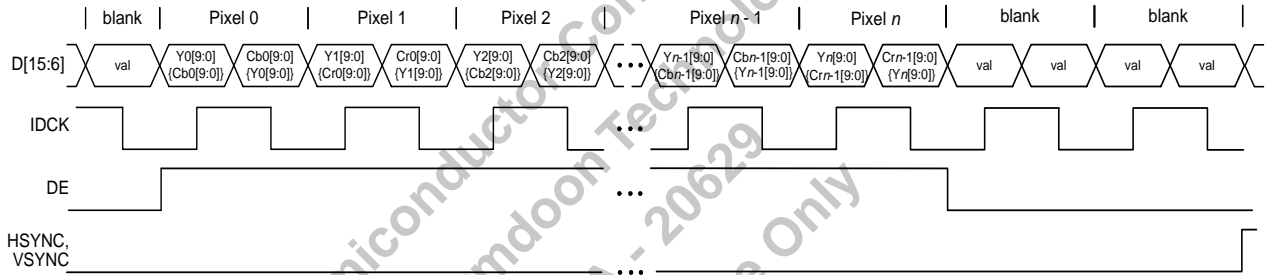 blank Pixel 0 Pixel 1 Pixel 2 Pixel n - 1 Pixel n blank blank
D[15:6] val Y0[9:0] Cb0[9:0] Y1[9:0] Cr0[9:0] Y2[9:0] Cb2[9:0] ••• Yn-1[9:0] Cbn-1[9:0] Yn[9:0] Crn-1[9:0] val val val val
{Cb0[9:0]} {Y0[9:0]} {Cr0[9:0]} {Y1[9:0]} {Cb2[9:0]} {Y2[9:0]} {Cbn-1[9:0]} {Yn-1[9:0]} {Crn-1[9:0]} {Yn[9:0]}
IDCK •••
DE •••
HSYNC,
VSYNC •••
- 20629
e Only